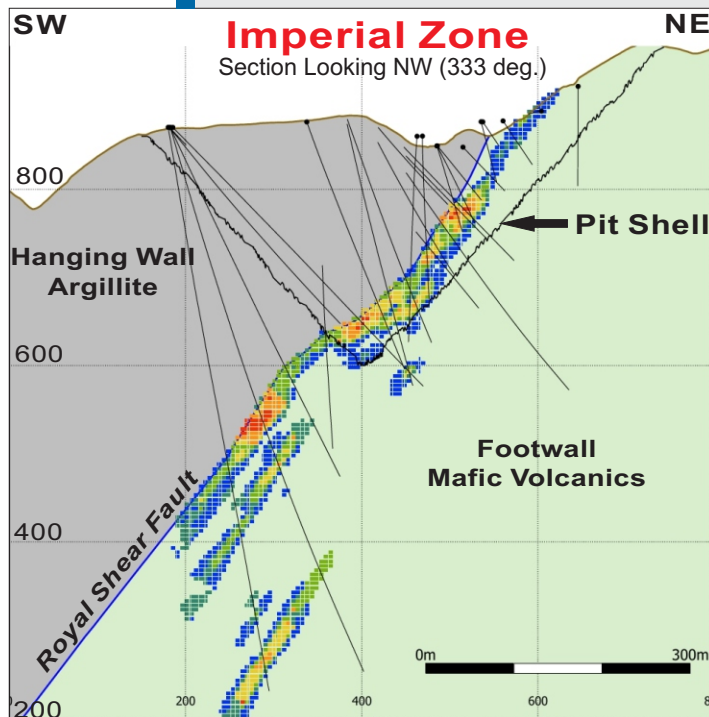 SW
Imperial Zone
NE
Section Looking NW (333 deg.)
800
Pit Shell
Hanging Wall
Argillite
600
Footwall
Mafic Volcanics
400
Royal Shear Fault
0m
300m
200
200
400
600